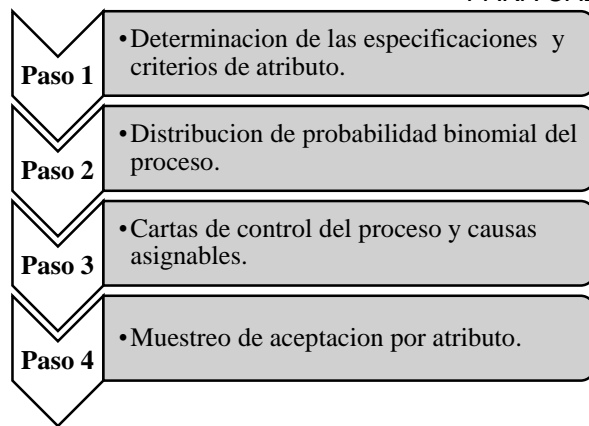 Paso 1
•Determinacion de las especificaciones y
criterios de atributo.
Paso 2
•Distribucion de probabilidad binomial del
proceso.
Paso 3
•Cartas de control del proceso y causas
asignables.
Paso 4
•Muestreo de aceptacion por atributo.